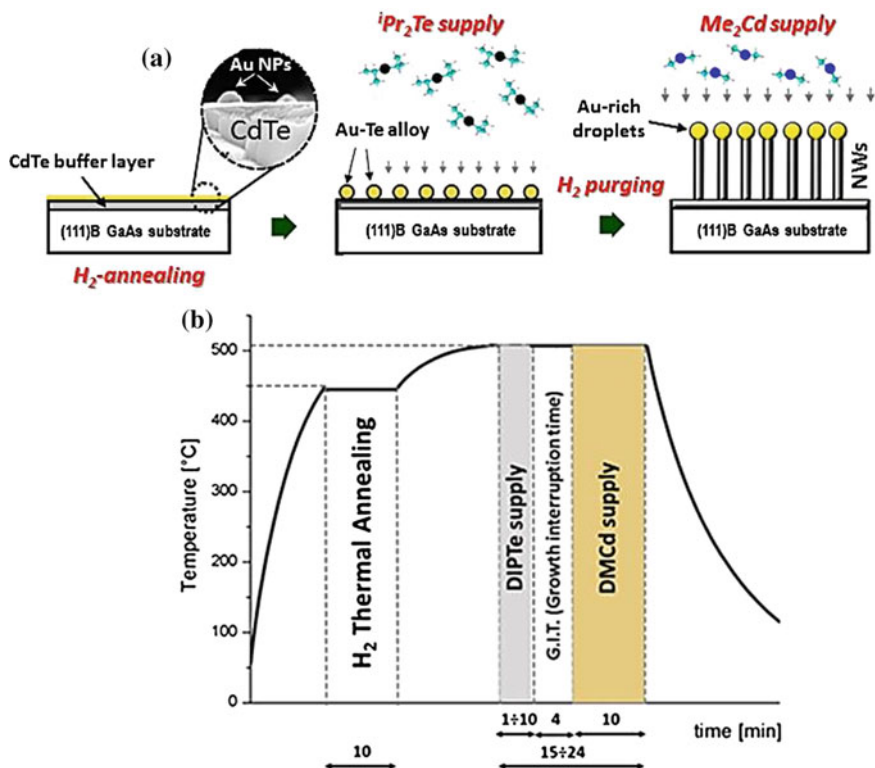 (a)
Au NPs
CdTe
CdTe buffer layer
(111)B GaAs substrate
H₂-annealing
ⁱPr₂Te supply
Au-Te alloy
(111)B GaAs substrate
H₂ purging
Me₂Cd supply
Au-rich
droplets
NWs
(111)B GaAs substrate
(b)
Temperature [°C]
500
400
300
200
100
0
H₂ Thermal Annealing
DIPTe supply
G.I.T. (Growth interruption time)
DMCd supply
time [min]
1÷10 4 10
10 15÷24